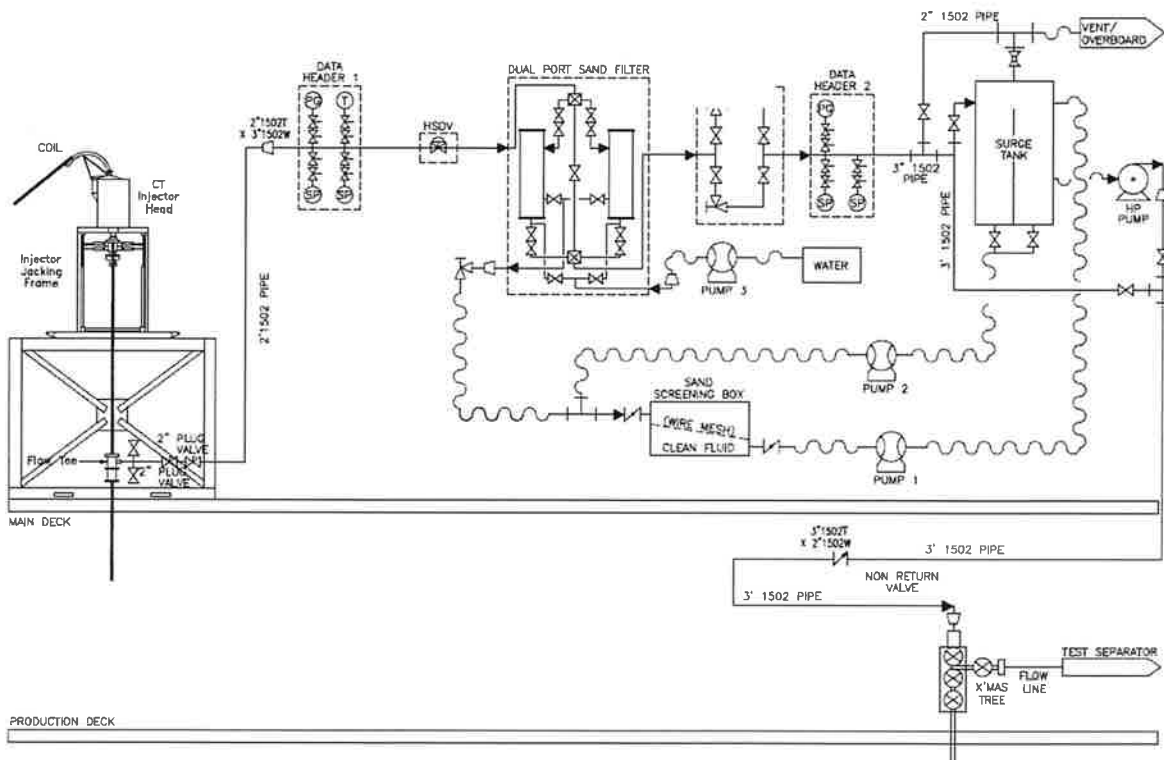 2" 1502 PIPE
VENT/
OVERBOARD
DATA
HEADER 1
PG
T
SP
SP
2"1502T
X 3"1502W
HSDV
DUAL PORT SAND FILTER
DATA
HEADER 2
PG
SP
SP
3" 1502
PIPE
SURGE
TANK
HP
PUMP
3' 1502 PIPE
COIL
CT
Injector
Head
Injector
Jacking
Frame
2"1502 PIPE
PUMP 3
WATER
PUMP 2
SAND
SCREENING BOX
(WIRE MESH)
CLEAN FLUID
PUMP 1
2" PLUG
VALVE
Flow Tee
2" PLUG
VALVE
MAIN DECK
3"1502T
X 2"1502W
3' 1502 PIPE
NON RETURN
VALVE
3' 1502 PIPE
TEST SEPARATOR
FLOW
LINE
X'MAS
TREE
PRODUCTION DECK